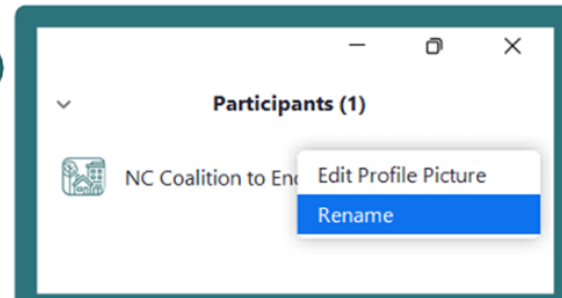 Participants (1)
NC Coalition to End
Edit Profile Picture
Rename